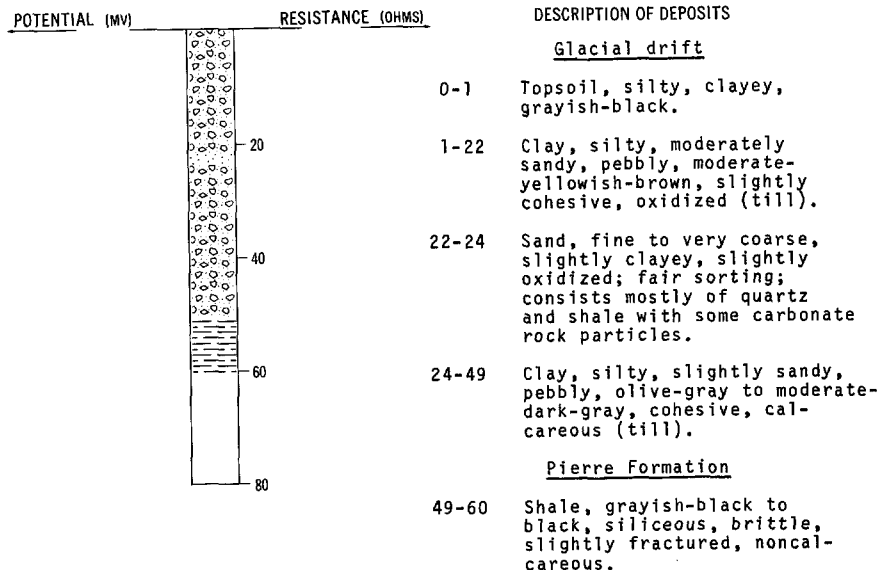 POTENTIAL (MV)
RESISTANCE (OHMS)
DESCRIPTION OF DEPOSITS
20
40
60
80
Glacial drift
0-1 Topsoil, silty, clayey,
grayish-black.
1-22 Clay, silty, moderately
sandy, pebbly, moderate-
yellowish-brown, slightly
cohesive, oxidized (till).
22-24 Sand, fine to very coarse,
slightly clayey, slightly
oxidized; fair sorting;
consists mostly of quartz
and shale with some carbonate
rock particles.
24-49 Clay, silty, slightly sandy,
pebbly, olive-gray to moderate-
dark-gray, cohesive, cal-
careous (till).
Pierre Formation
49-60 Shale, grayish-black to
black, siliceous, brittle,
slightly fractured, noncal-
careous.